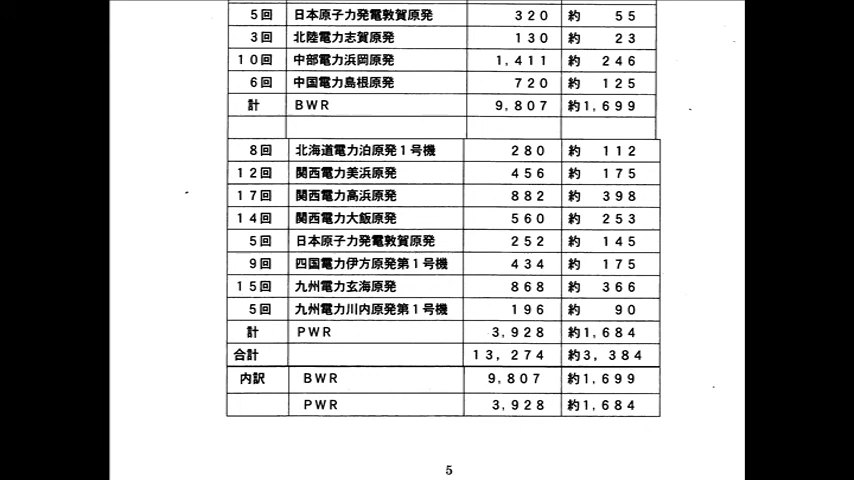 5回 日本原子力発電敦賀原発 320 約 55
3回 北陸電力志賀原発 130 約 23
10回 中部電力浜岡原発 1,411 約 246
6回 中国電力島根原発 720 約 125
計 BWR 9,807 約1,699
8回 北海道電力泊原発1号機 280 約 112
12回 関西電力美浜原発 456 約 175
17回 関西電力高浜原発 882 約 398
14回 関西電力大飯原発 560 約 253
5回 日本原子力発電敦賀原発 252 約 145
9回 四国電力伊方原発第1号機 434 約 175
15回 九州電力玄海原発 868 約 366
5回 九州電力川内原発第1号機 196 約 90
計 PWR 3,928 約1,684
合計 13,274 約3,384
内訳 BWR 9,807 約1,699
PWR 3,928 約1,684
5